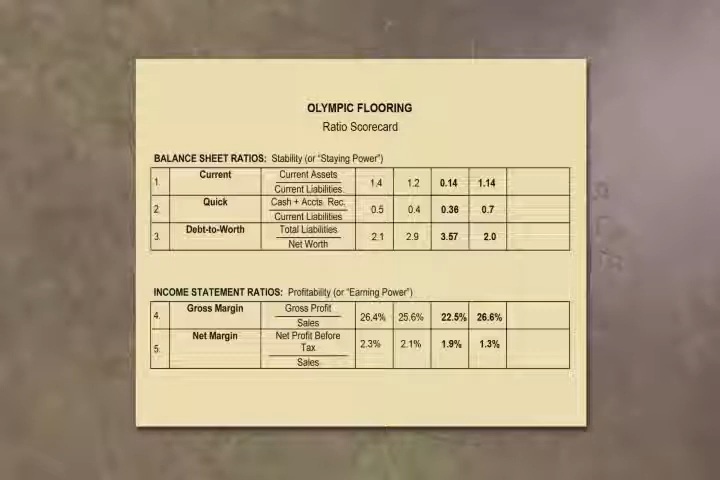 OLYMPIC FLOORING
Ratio Scorecard
BALANCE SHEET RATIOS: Stability (or "Staying Power")
1. Current Current Assets Current Liabilities 1.4 1.2 0.14 1.14
2. Quick Cash + Accts. Rec. Current Liabilities 0.5 0.4 0.36 0.7
3. Debt-to-Worth Total Liabilities Net Worth 2.1 2.9 3.57 2.0
INCOME STATEMENT RATIOS: Profitability (or "Earning Power")
4. Gross Margin Gross Profit Sales 26.4% 25.6% 22.5% 26.6%
5. Net Margin Net Profit Before Tax Sales 2.3% 2.1% 1.9% 1.3%